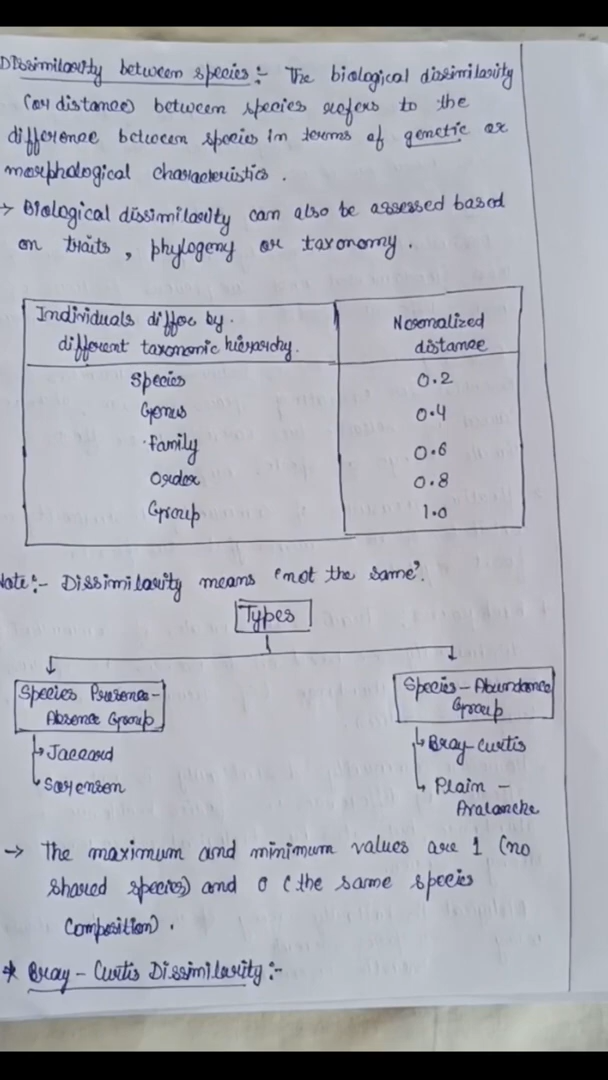 Dissimilarity between species :- The biological dissimilarity
(or distance) between species refers to the
difference between species in terms of genetic or
morphological characteristics.
→ Biological dissimilarity can also be assessed based
on traits, phylogeny or taxonomy.
Individuals differ by.
different taxonomic hierarchy.
Normalized
distance
Species 0.2
Genus 0.4
family 0.6
Order 0.8
Group 1.0
Note :- Dissimilarity means "not the same".
Types
Species Presence-
Absence Group
Jaccard
Sorenson
Species-Abundance
Group
Bray-Curtis
Plain -
Avalanche
→ The maximum and minimum values are 1 (no
shared species) and 0 (the same species
Composition).
* Bray-Curtis Dissimilarity :-